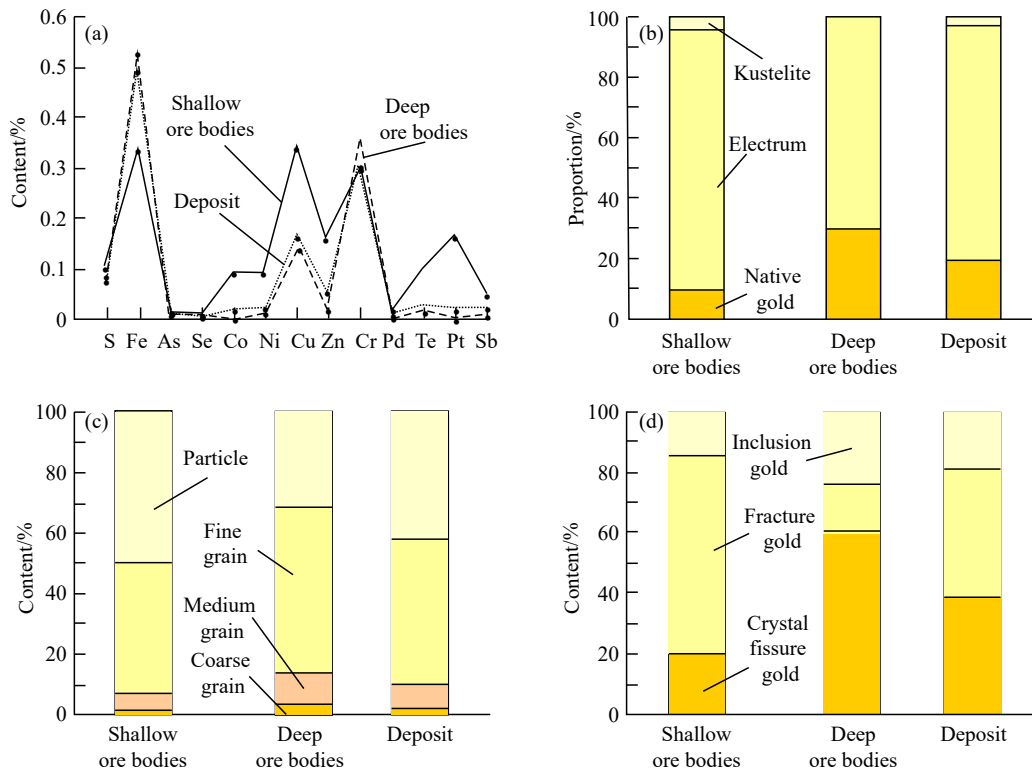 (a)
Content/%
0.6
0.5
0.4
0.3
0.2
0.1
0
Shallow
ore bodies
Deep
ore bodies
Deposit
S Fe As Se Co Ni Cu Zn Cr Pd Te Pt Sb
(b)
Proportion/%
100
80
60
40
20
0
Kustelite
Electrum
Native
gold
Shallow
ore bodies
Deep
ore bodies
Deposit
(c)
Content/%
100
80
60
40
20
0
Particle
Fine
grain
Medium
grain
Coarse
grain
Shallow
ore bodies
Deep
ore bodies
Deposit
(d)
Content/%
100
80
60
40
20
0
Inclusion
gold
Fracture
gold
Crystal
fissure
gold
Shallow
ore bodies
Deep
ore bodies
Deposit